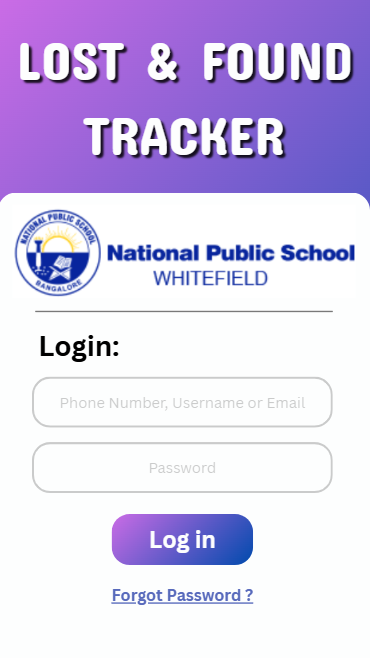 LOST & FOUND
TRACKER
NATIONAL PUBLIC SCHOOL
BANGALORE
National Public School
WHITEFIELD
Login:
Phone Number, Username or Email
Password
Log in
Forgot Password ?